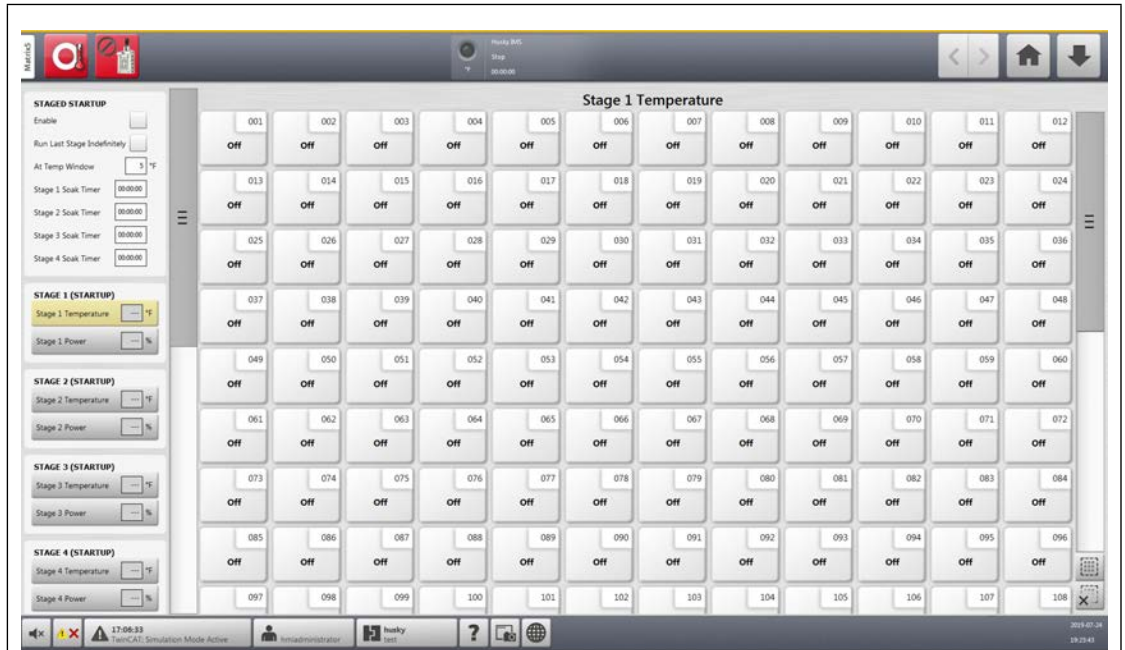 Matrix5
Husky IMS
Stop
°F
00:00:00
STAGED STARTUP
Enable
Run Last Stage Indefinitely
At Temp Window 5 °F
Stage 1 Soak Timer 00:00:00
Stage 2 Soak Timer 00:00:00
Stage 3 Soak Timer 00:00:00
Stage 4 Soak Timer 00:00:00
STAGE 1 (STARTUP)
Stage 1 Temperature --- °F
Stage 1 Power --- %
STAGE 2 (STARTUP)
Stage 2 Temperature --- °F
Stage 2 Power --- %
STAGE 3 (STARTUP)
Stage 3 Temperature --- °F
Stage 3 Power --- %
STAGE 4 (STARTUP)
Stage 4 Temperature --- °F
Stage 4 Power --- %
Stage 1 Temperature
001 002 003 004 005 006 007 008 009 010 011 012
Off Off Off Off Off Off Off Off Off Off Off Off
013 014 015 016 017 018 019 020 021 022 023 024
Off Off Off Off Off Off Off Off Off Off Off Off
025 026 027 028 029 030 031 032 033 034 035 036
Off Off Off Off Off Off Off Off Off Off Off Off
037 038 039 040 041 042 043 044 045 046 047 048
Off Off Off Off Off Off Off Off Off Off Off Off
049 050 051 052 053 054 055 056 057 058 059 060
Off Off Off Off Off Off Off Off Off Off Off Off
061 062 063 064 065 066 067 068 069 070 071 072
Off Off Off Off Off Off Off Off Off Off Off Off
073 074 075 076 077 078 079 080 081 082 083 084
Off Off Off Off Off Off Off Off Off Off Off Off
085 086 087 088 089 090 091 092 093 094 095 096
Off Off Off Off Off Off Off Off Off Off Off Off
097 098 099 100 101 102 103 104 105 106 107 108
17:08:33
TwinCAT: Simulation Mode Active
hmiadministrator
husky
test
?
2019-07-24
19:25:43